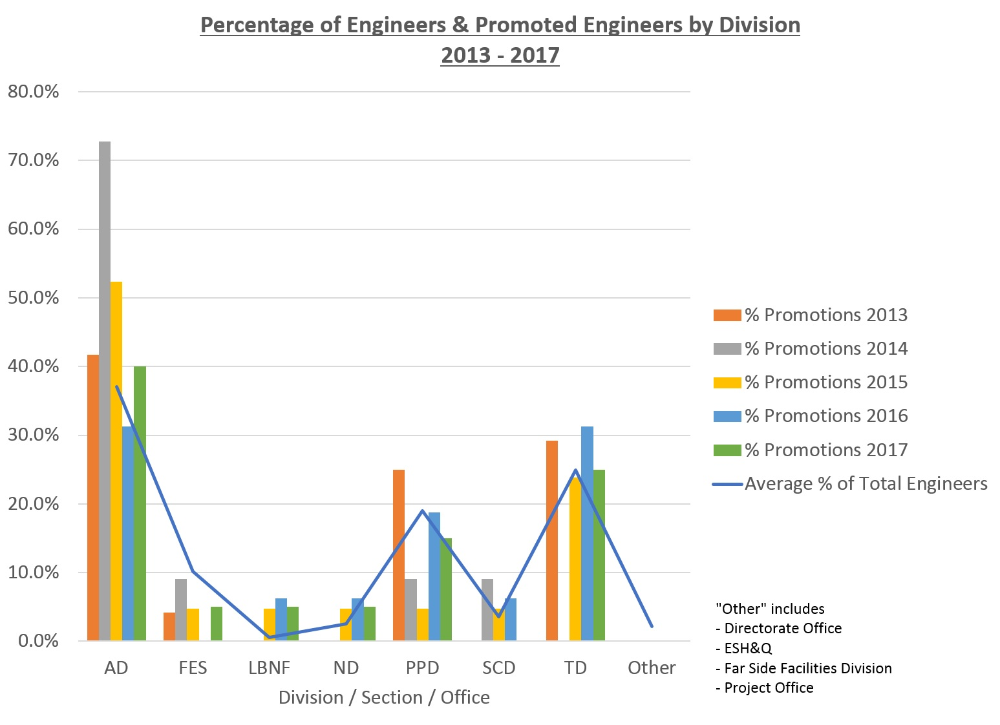 Percentage of Engineers & Promoted Engineers by Division
2013 - 2017
80.0%
70.0%
60.0%
50.0%
40.0%
30.0%
20.0%
10.0%
0.0%
AD FES LBNF ND PPD SCD TD Other
Division / Section / Office
% Promotions 2013
% Promotions 2014
% Promotions 2015
% Promotions 2016
% Promotions 2017
Average % of Total Engineers
"Other" includes
- Directorate Office
- ESH&Q
- Far Side Facilities Division
- Project Office